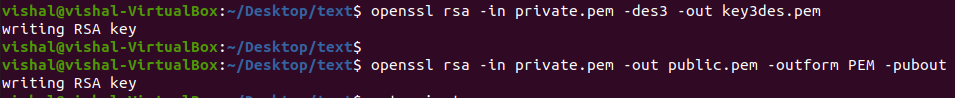 vishal@vishal-VirtualBox:~/Desktop/text$ openssl rsa -in private.pem -des3 -out key3des.pem
writing RSA key
vishal@vishal-VirtualBox:~/Desktop/text$
vishal@vishal-VirtualBox:~/Desktop/text$ openssl rsa -in private.pem -out public.pem -outform PEM -pubout
writing RSA key